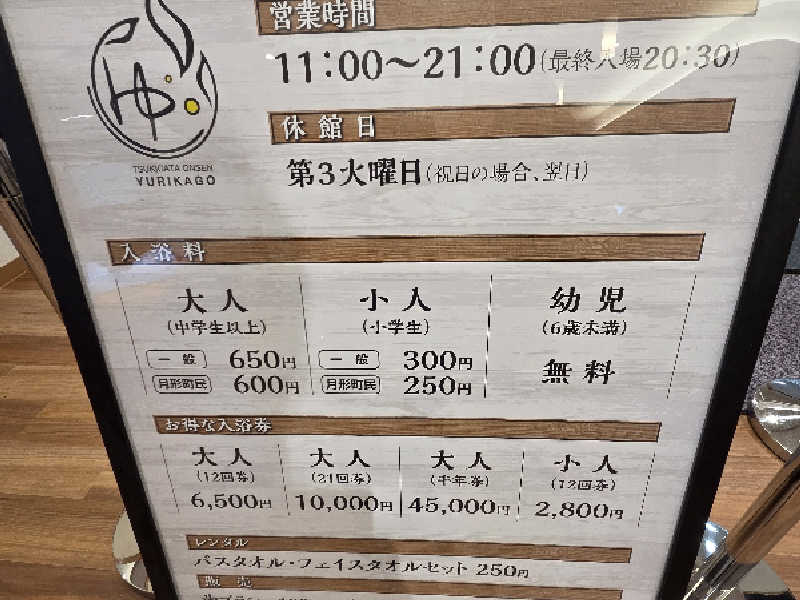 営業時間
11:00～21:00(最終入場20:30)
休館日
第3火曜日(祝日の場合、翌日)
ゆ
TSUKIGATA ONSEN
YURIKAGO
入浴料
大人 小人 幼児
(中学生以上) (小学生) (6歳未満)
一般 650円 一般 300円 無料
月形町民 600円 月形町民 250円
お得な入浴券
大人 大人 大人 小人
(12回券) (21回券) (半年券) (12回券)
6,500円 10,000円 45,000円 2,800円
レンタル
バスタオル・フェイスタオルセット 250円
販売